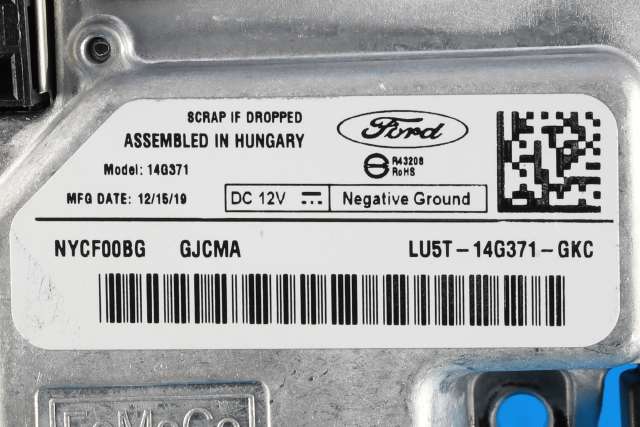 SCRAP IF DROPPED
ASSEMBLED IN HUNGARY
Model: 14G371
MFG DATE: 12/15/19
Ford
R43208
RoHS
DC 12V
Negative Ground
NYCF00BG GJCMA LU5T-14G371-GKC
FoMoCo